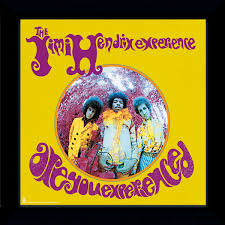 THE
JIMI HENDRIX EXPERIENCE
are you experienced